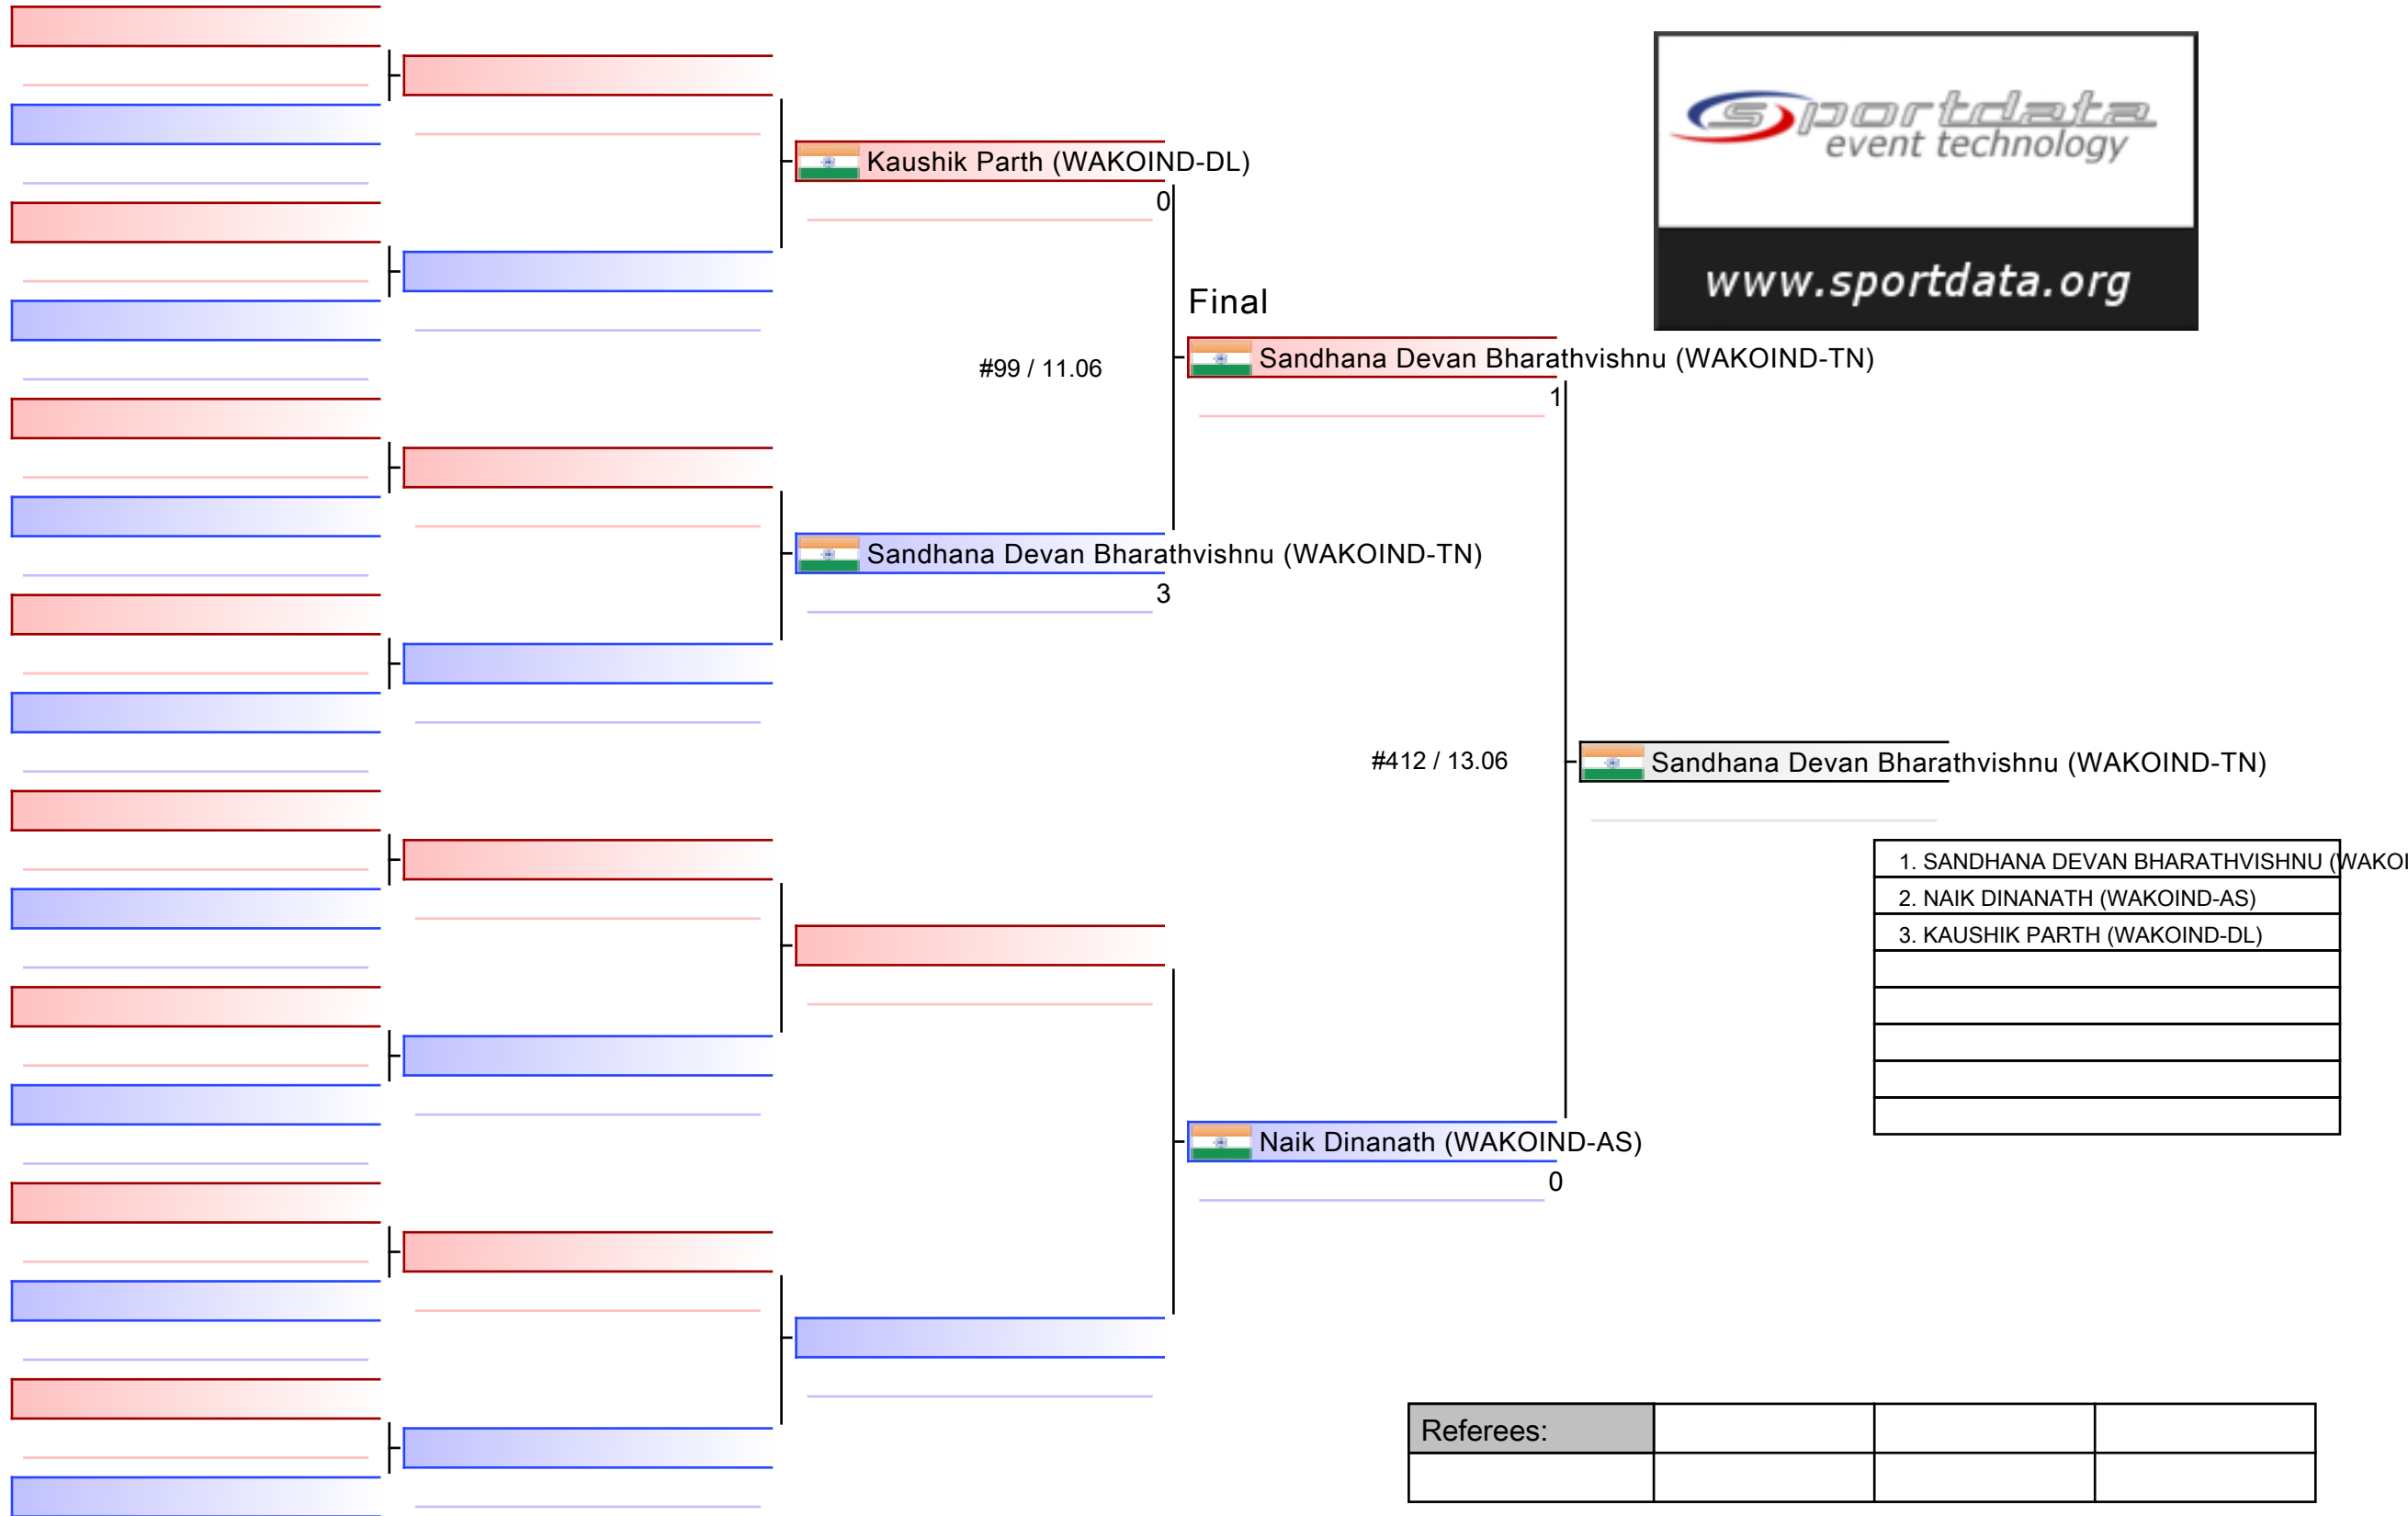 sportdata
event technology
www.sportdata.org
Kaushik Parth (WAKOIND-DL)
0
Final
#99 / 11.06
Sandhana Devan Bharathvishnu (WAKOIND-TN)
1
Sandhana Devan Bharathvishnu (WAKOIND-TN)
3
#412 / 13.06
Sandhana Devan Bharathvishnu (WAKOIND-TN)
1. SANDHANA DEVAN BHARATHVISHNU (WAKOI
2. NAIK DINANATH (WAKOIND-AS)
3. KAUSHIK PARTH (WAKOIND-DL)
Naik Dinanath (WAKOIND-AS)
0
Referees: